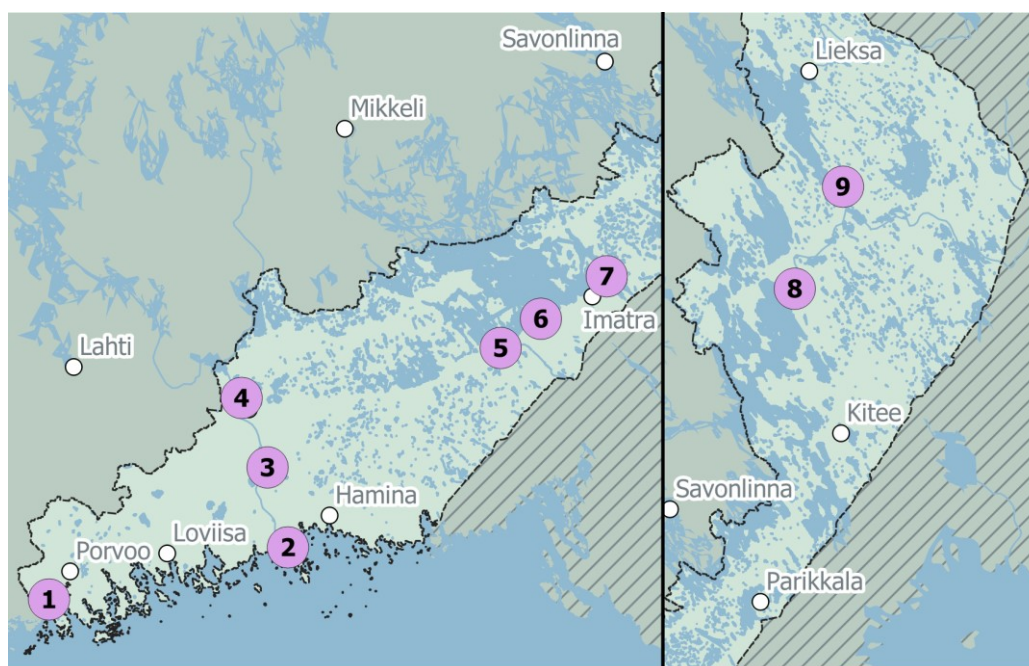 Savonlinna
Mikkeli
7
Imatra
6
5
Lahti
4
3
Hamina
2
Loviisa
Porvoo
1
Lieksa
9
8
Kitee
Savonlinna
Parikkala